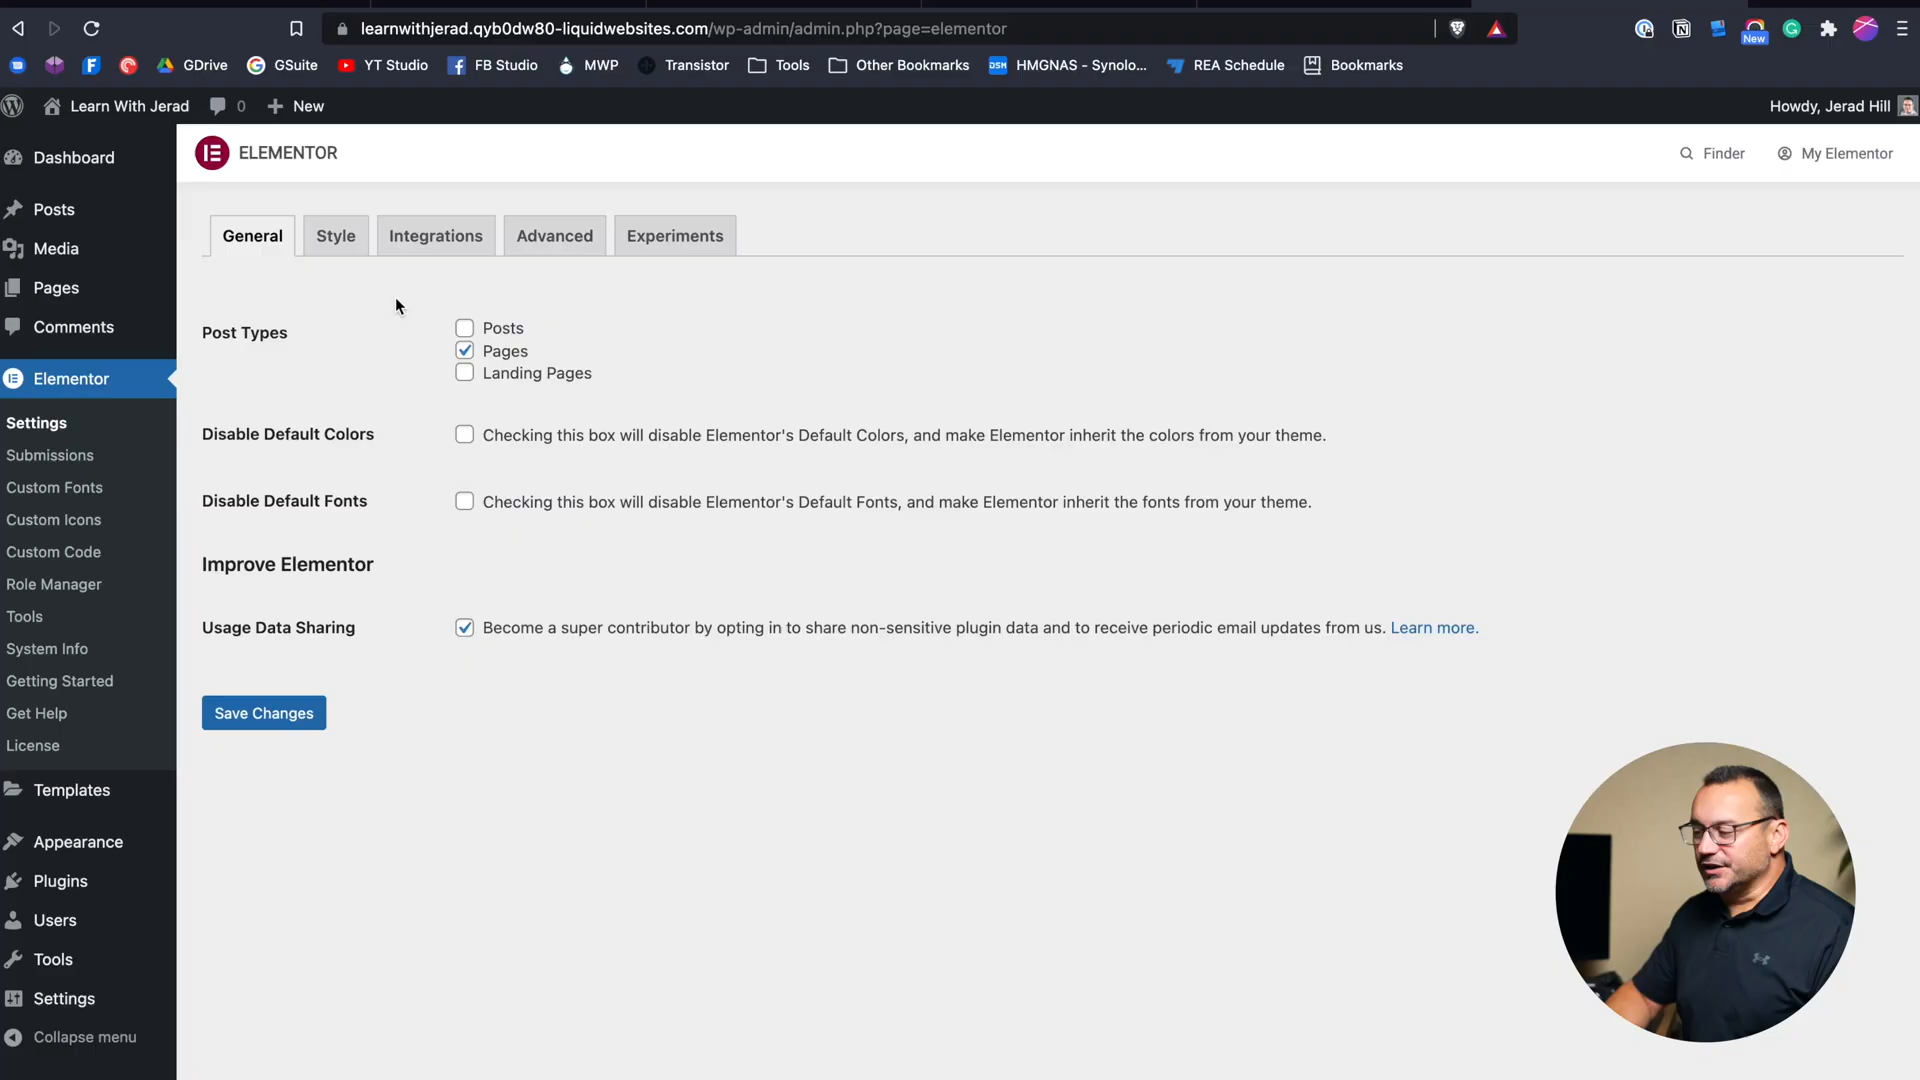 learnwithjerad.qyb0dw80-liquidwebsites.com/wp-admin/admin.php?page=elementor
New
GDrive GSuite YT Studio FB Studio MWP Transistor Tools Other Bookmarks DSM HMGNAS - Synolo... REA Schedule Bookmarks
Learn With Jerad 0 New Howdy, Jerad Hill
ELEMENTOR Finder My Elementor
Dashboard
Posts
Media
Pages
Comments
Elementor
Settings
Submissions
Custom Fonts
Custom Icons
Custom Code
Role Manager
Tools
System Info
Getting Started
Get Help
License
Templates
Appearance
Plugins
Users
Tools
Settings
Collapse menu
General Style Integrations Advanced Experiments
Post Types
Posts
Pages
Landing Pages
Disable Default Colors Checking this box will disable Elementor's Default Colors, and make Elementor inherit the colors from your theme.
Disable Default Fonts Checking this box will disable Elementor's Default Fonts, and make Elementor inherit the fonts from your theme.
Improve Elementor
Usage Data Sharing Become a super contributor by opting in to share non-sensitive plugin data and to receive periodic email updates from us. Learn more.
Save Changes